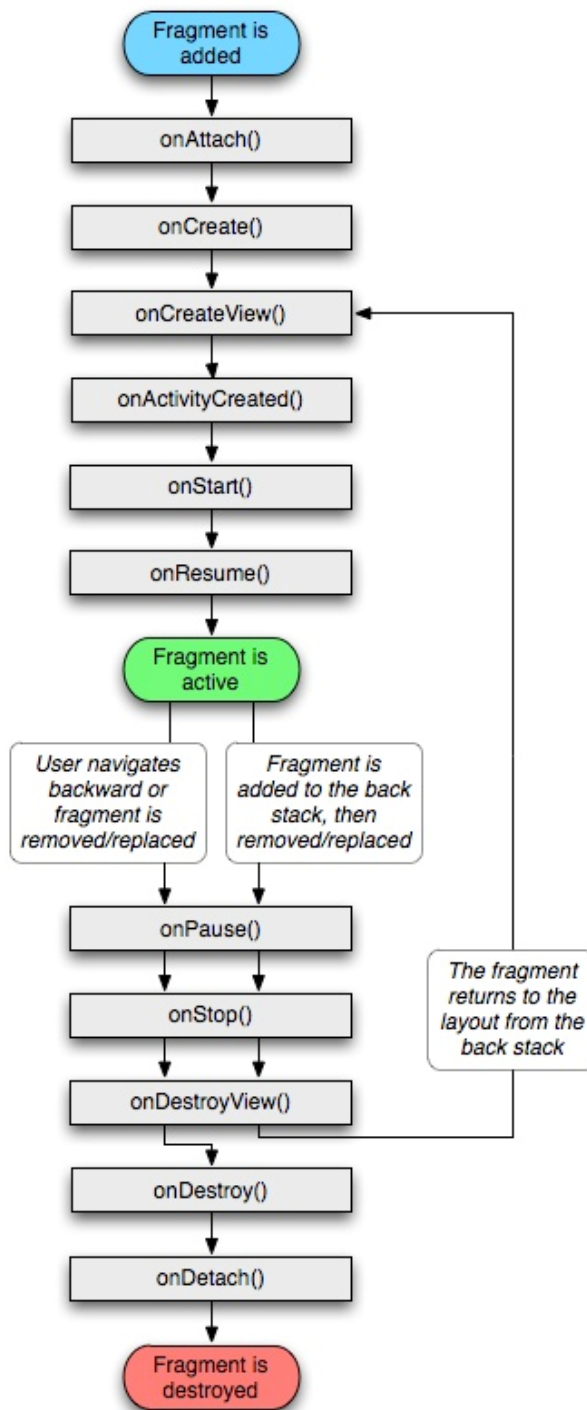 Fragment is
added
onAttach()
onCreate()
onCreateView()
onActivityCreated()
onStart()
onResume()
Fragment is
active
User navigates
backward or
fragment is
removed/replaced
Fragment is
added to the back
stack, then
removed/replaced
onPause()
onStop()
onDestroyView()
The fragment
returns to the
layout from the
back stack
onDestroy()
onDetach()
Fragment is
destroyed